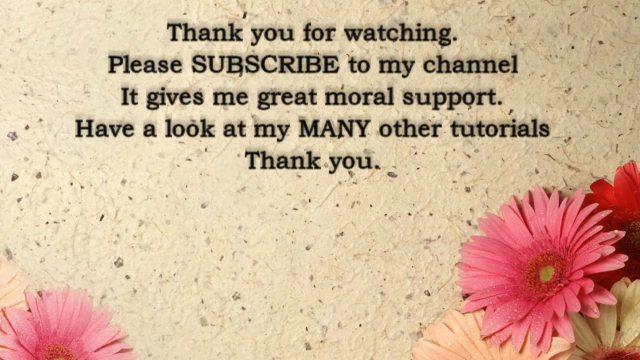 Thank you for watching.
Please SUBSCRIBE to my channel
It gives me great moral support.
Have a look at my MANY other tutorials
Thank you.